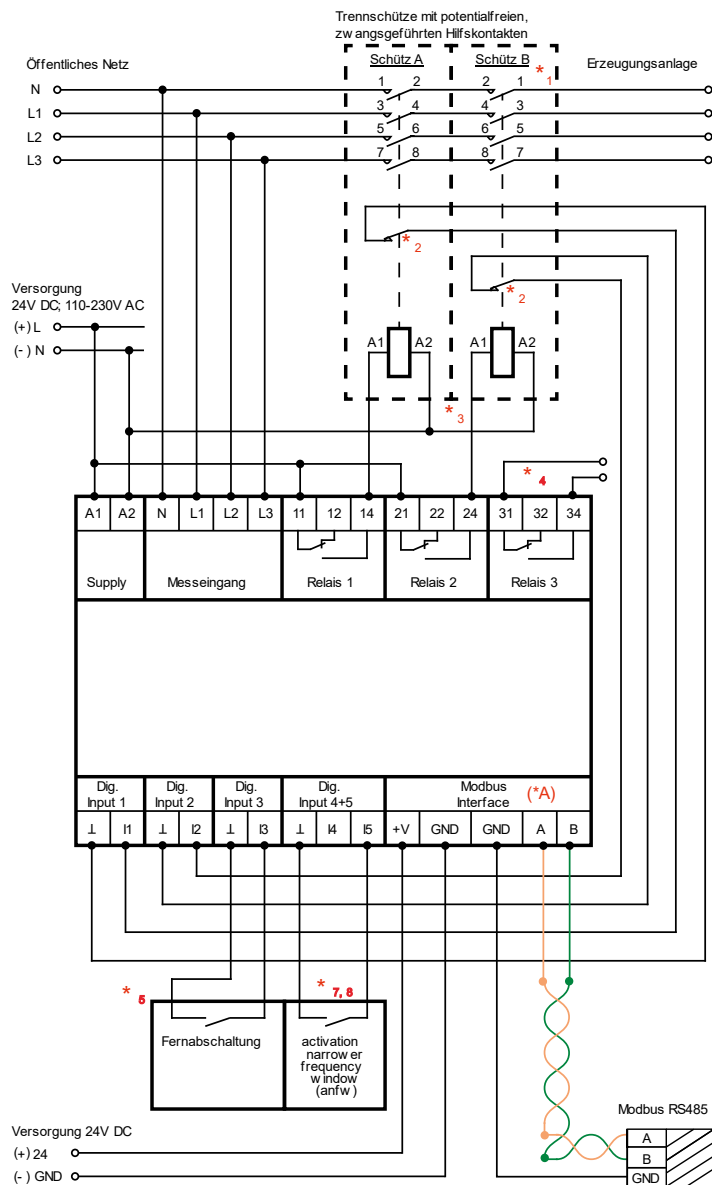 Trennschütze mit potentialfreien,
zwangsgeführten Hilfskontakten
Öffentliches Netz
Schütz A
Schütz B
* 1
Erzeugungsanlage
N
1 2 2 1
L1
3 4 4 3
L2
5 6 6 5
L3
7 8 8 7
* 2
* 2
Versorgung
24V DC; 110-230V AC
(+) L
(-) N
A1 A2 A1 A2
* 3
* 4
A1 A2 N L1 L2 L3 11 12 14 21 22 24 31 32 34
Supply Messeingang Relais 1 Relais 2 Relais 3
Dig.
Input 1
Dig.
Input 2
Dig.
Input 3
Dig.
Input 4+5
Modbus
Interface
(*A)
⊥ I1 ⊥ I2 ⊥ I3 ⊥ I4 I5 +V GND GND A B
* 5
* 7, 8
Fernabschaltung
activation
narrower
frequency
window
(anfw)
Versorgung 24V DC
(+) 24
(-) GND
Modbus RS485
A
B
GND